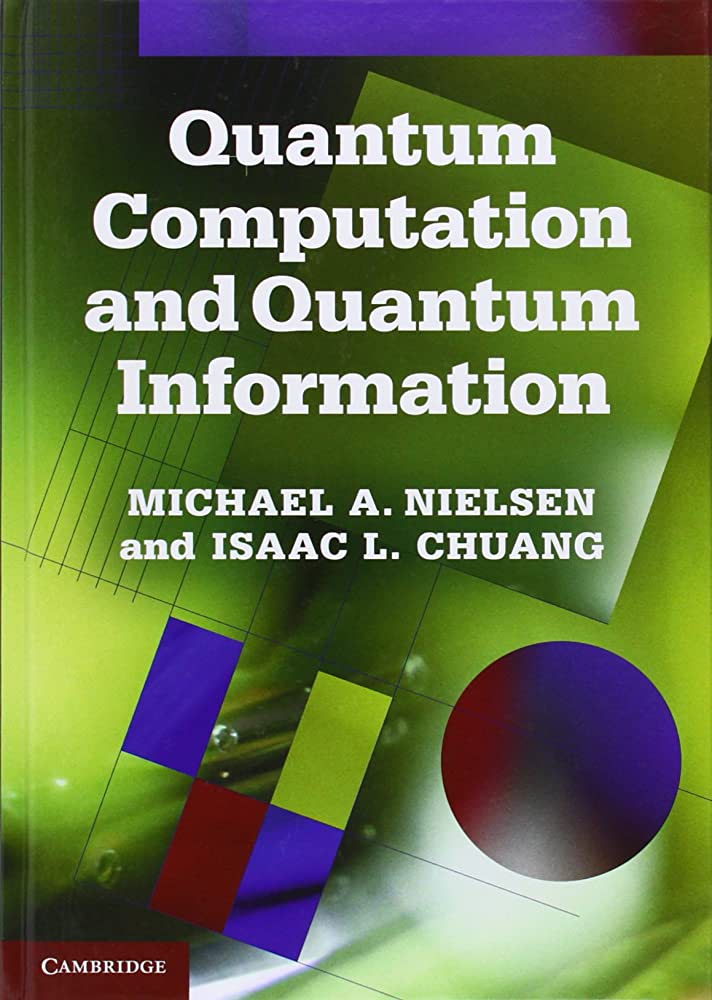 Quantum
Computation
and Quantum
Information
MICHAEL A. NIELSEN
and ISAAC L. CHUANG
CAMBRIDGE